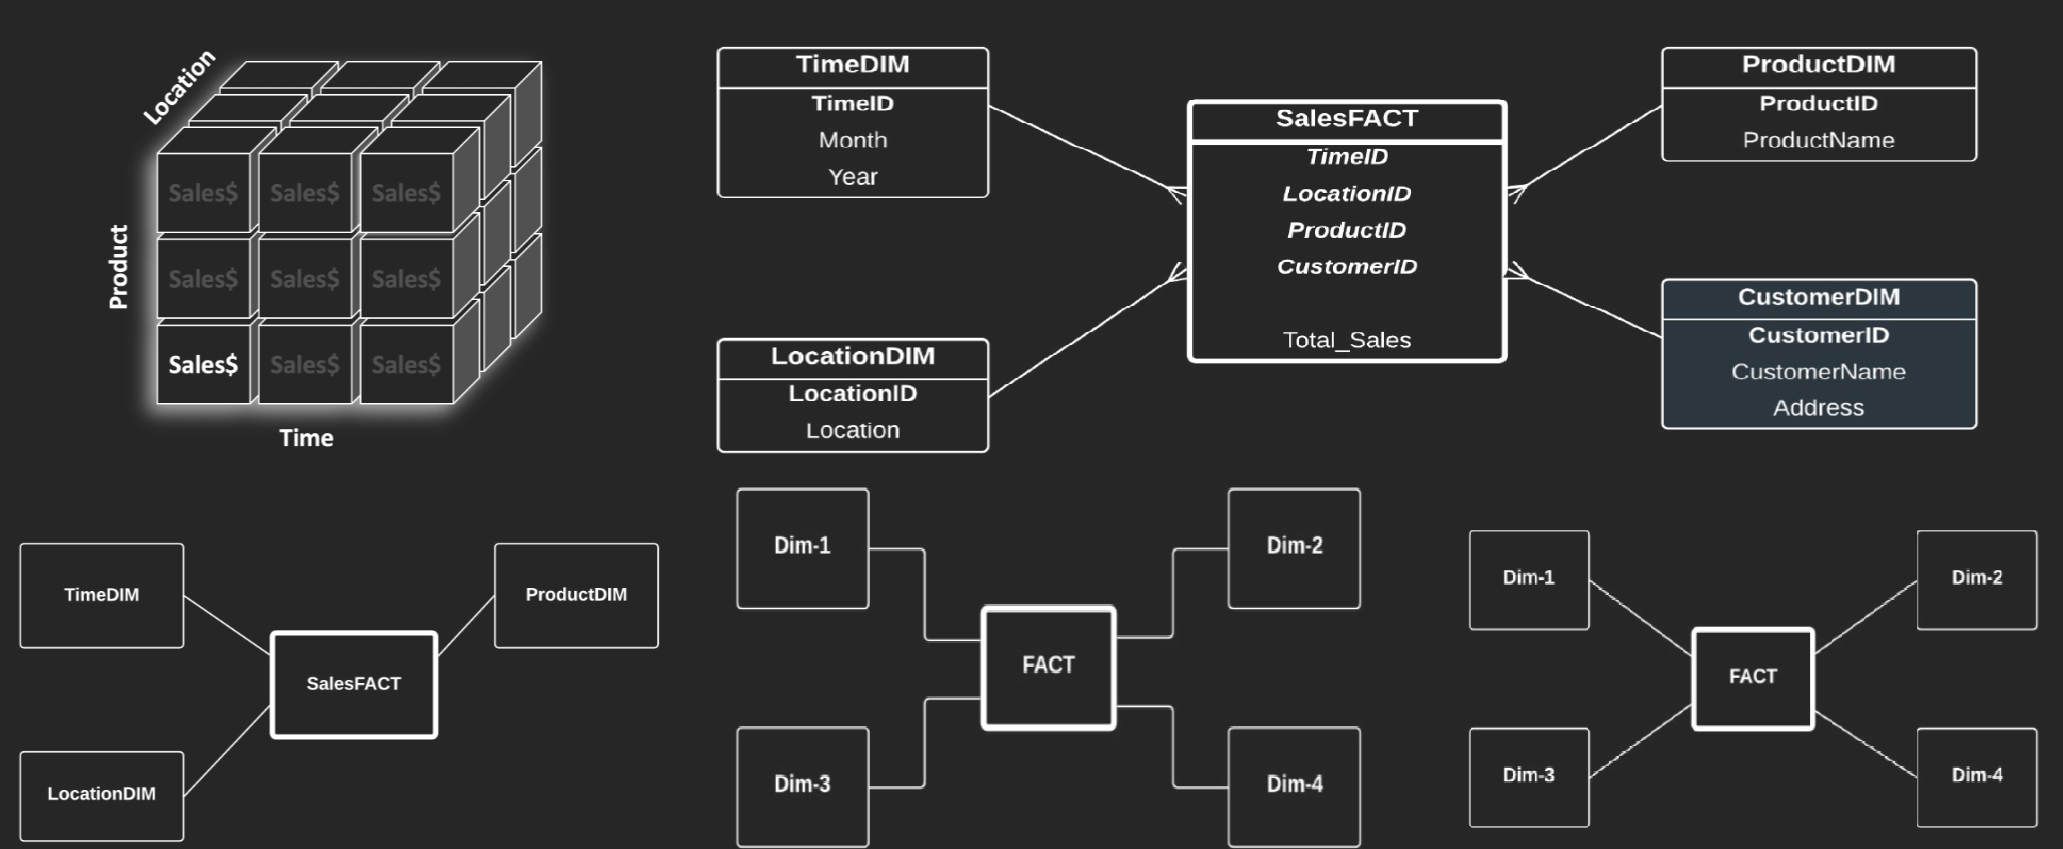 Location
Product
Sales$ Sales$ Sales$
Sales$ Sales$ Sales$
Sales$ Sales$ Sales$
Time
TimeDIM
TimeID
Month
Year
LocationDIM
LocationID
Location
SalesFACT
TimeID
LocationID
ProductID
CustomerID
Total_Sales
ProductDIM
ProductID
ProductName
CustomerDIM
CustomerID
CustomerName
Address
TimeDIM
ProductDIM
SalesFACT
LocationDIM
Dim-1
Dim-2
FACT
Dim-3
Dim-4
Dim-1
Dim-2
FACT
Dim-3
Dim-4